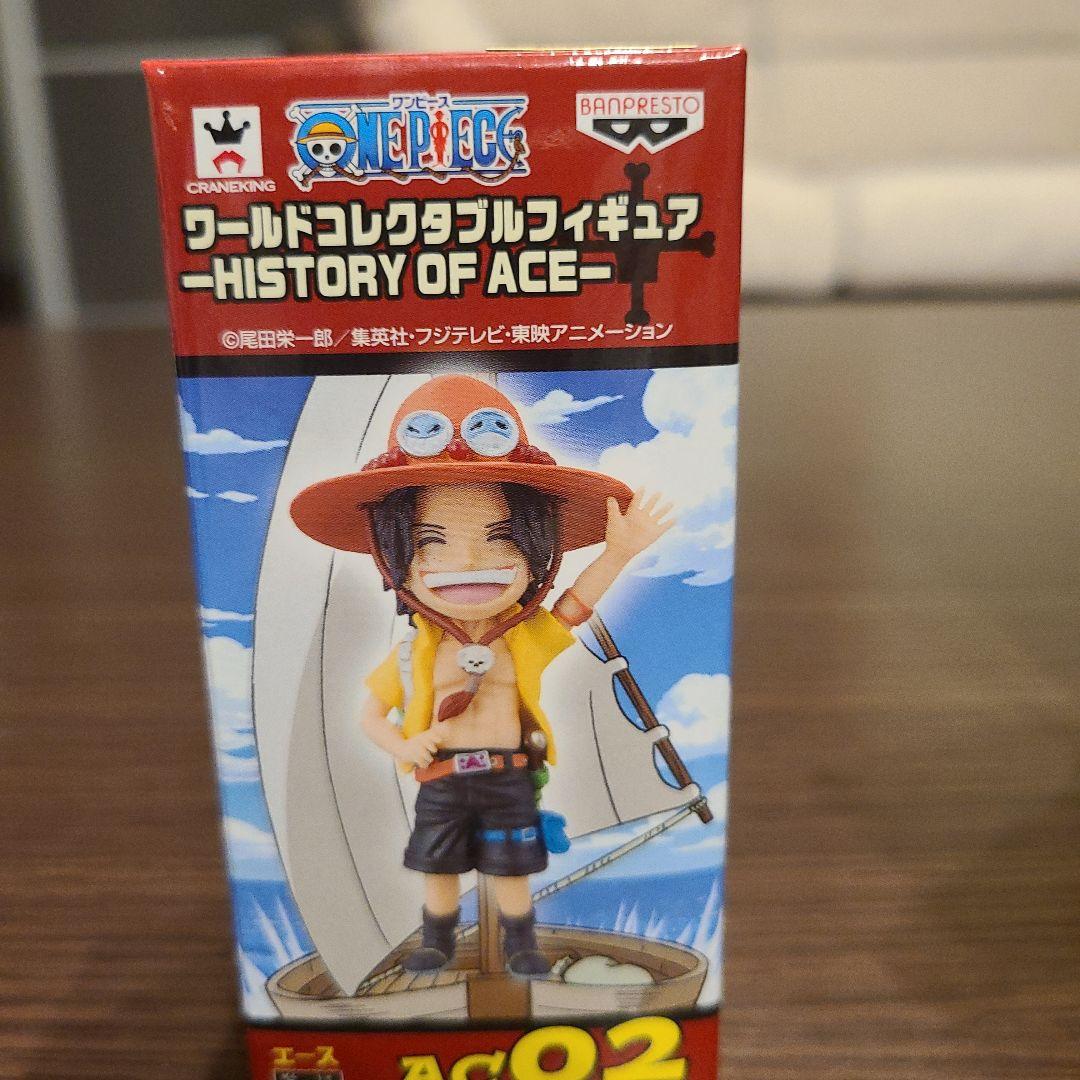 ワンピース
ONE PIECE
BANPRESTO
CRANEKING
ワールドコレクタブルフィギュア
-HISTORY OF ACE-
©尾田栄一郎/集英社・フジテレビ・東映アニメーション
A
エース
AC02